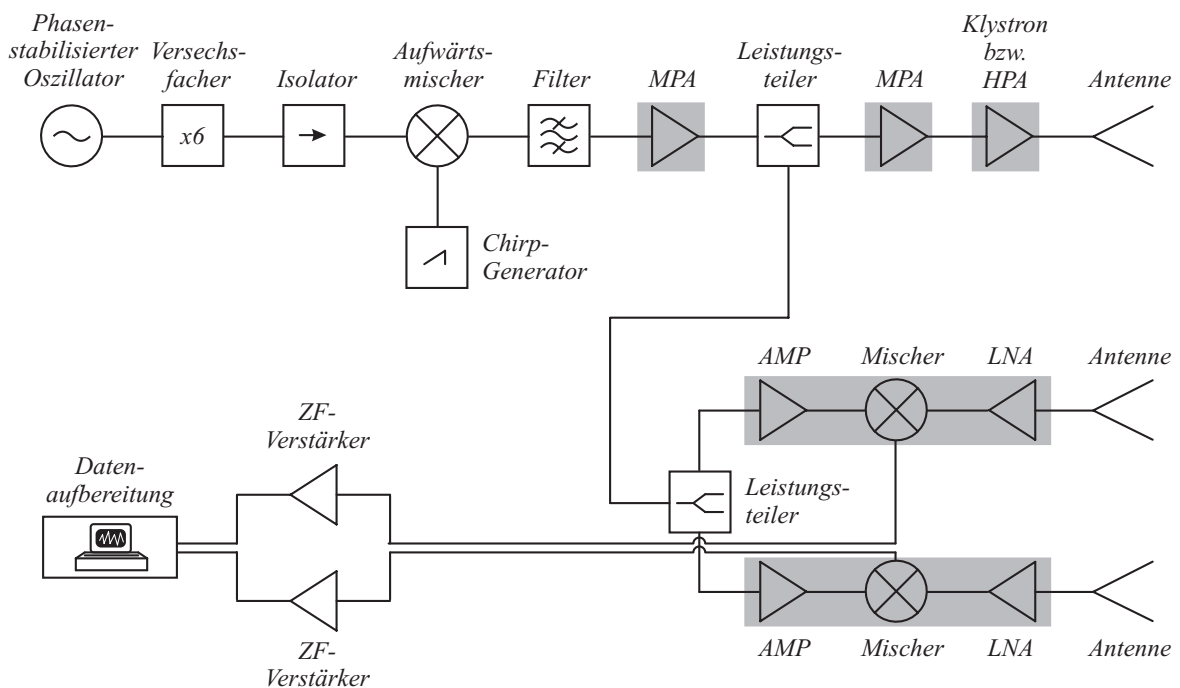 Phasen-
stabilisierter
Oszillator
Versechs-
facher
Isolator
Aufwärts-
mischer
Filter
MPA
Leistungs-
teiler
MPA
Klystron
bzw.
HPA
Antenne
x6
Chirp-
Generator
AMP
Mischer
LNA
Antenne
ZF-
Verstärker
Daten-
aufbereitung
Leistungs-
teiler
ZF-
Verstärker
AMP
Mischer
LNA
Antenne